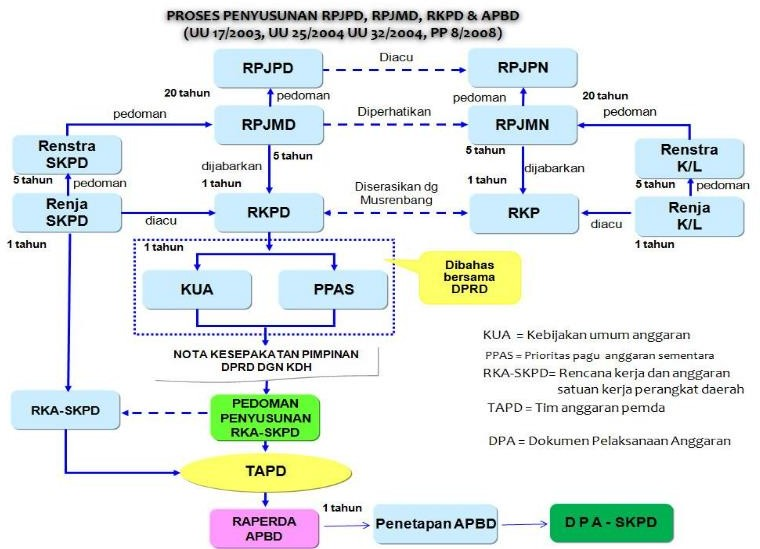 PROSES PENYUSUNAN RPJPD, RPJMD, RKPD & APBD
(UU 17/2003, UU 25/2004 UU 32/2004, PP 8/2008)
RPJPD
Diacu
RPJPN
20 tahun
pedoman
pedoman
20 tahun
pedoman
RPJMD
Diperhatikan
RPJMN
pedoman
Renstra
SKPD
5 tahun
dijabarkan
5 tahun
dijabarkan
Renstra
K/L
5 tahun
pedoman
1 tahun
Diserasikan dg
Musrenbang
1 tahun
5 tahun
pedoman
Renja
SKPD
diacu
RKPD
RKP
diacu
Renja
K/L
1 tahun
1 tahun
1 tahun
KUA
PPAS
Dibahas
bersama
DPRD
NOTA KESEPAKATAN PIMPINAN
DPRD DGN KDH
KUA = Kebijakan umum anggaran
PPAS = Prioritas pagu anggaran sementara
RKA-SKPD= Rencana kerja dan anggaran
satuan kerja perangkat daerah
TAPD = Tim anggaran pemda
DPA = Dokumen Pelaksanaan Anggaran
RKA-SKPD
PEDOMAN
PENYUSUNAN
RKA-SKPD
TAPD
RAPERDA
APBD
1 tahun
Penetapan APBD
D P A - SKPD